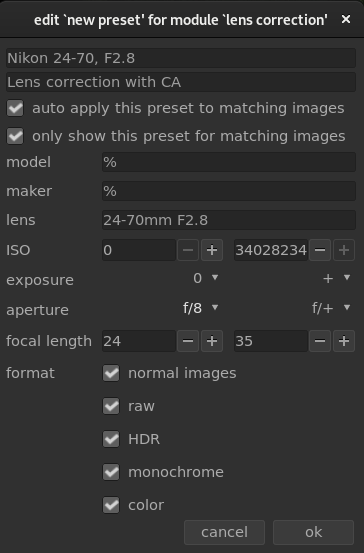 edit `new preset' for module `lens correction'
Nikon 24-70, F2.8
Lens correction with CA
auto apply this preset to matching images
only show this preset for matching images
model %
maker %
lens 24-70mm F2.8
ISO 0 − + 34028234 − +
exposure 0 +
aperture f/8 f/+
focal length 24 − + 35 − +
format normal images
raw
HDR
monochrome
color
cancel ok